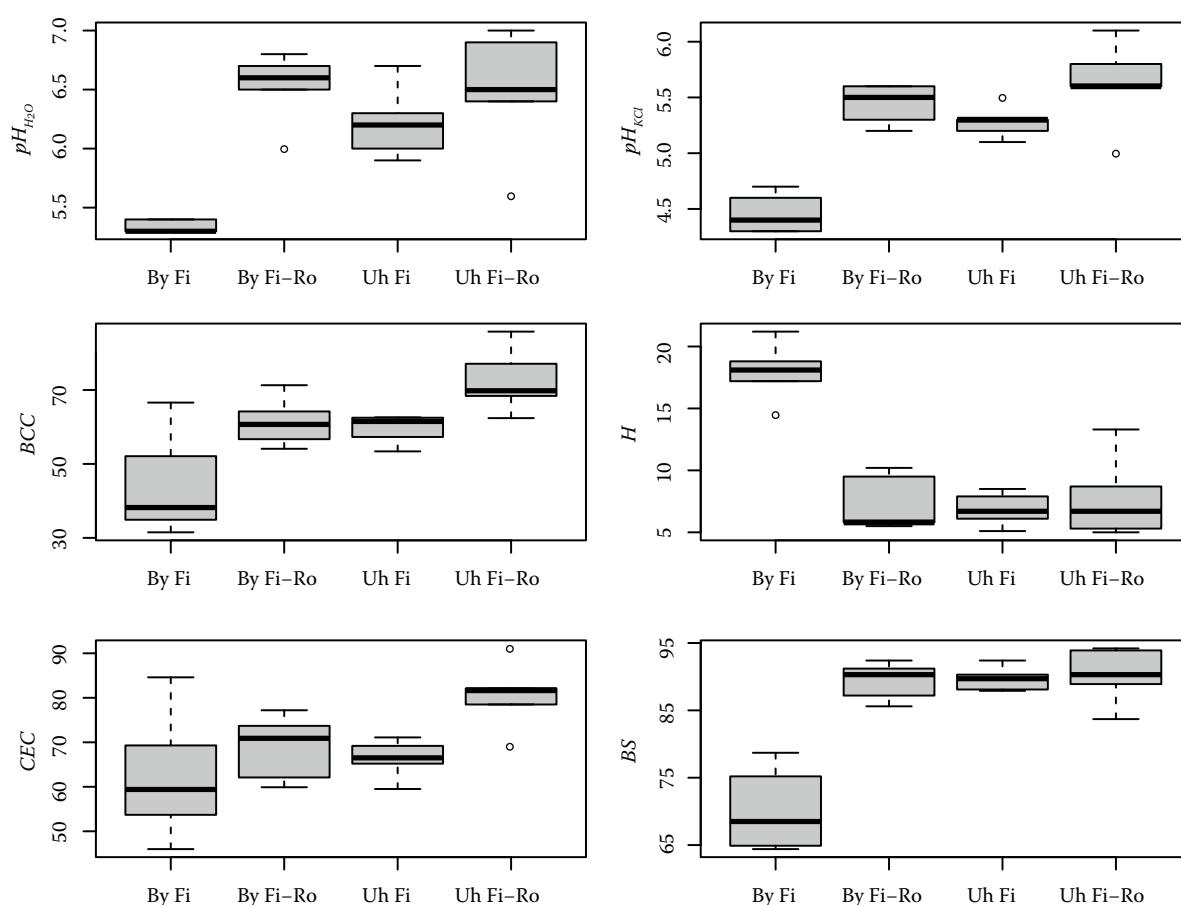 pH_{H_2O}
7.0
6.5
6.0
5.5
By Fi By Fi–Ro Uh Fi Uh Fi–Ro
pH_{KCl}
6.0
5.5
5.0
4.5
By Fi By Fi–Ro Uh Fi Uh Fi–Ro
BCC
70
50
30
By Fi By Fi–Ro Uh Fi Uh Fi–Ro
H
20
15
10
5
By Fi By Fi–Ro Uh Fi Uh Fi–Ro
CEC
90
80
70
60
50
By Fi By Fi–Ro Uh Fi Uh Fi–Ro
BS
95
85
75
65
By Fi By Fi–Ro Uh Fi Uh Fi–Ro